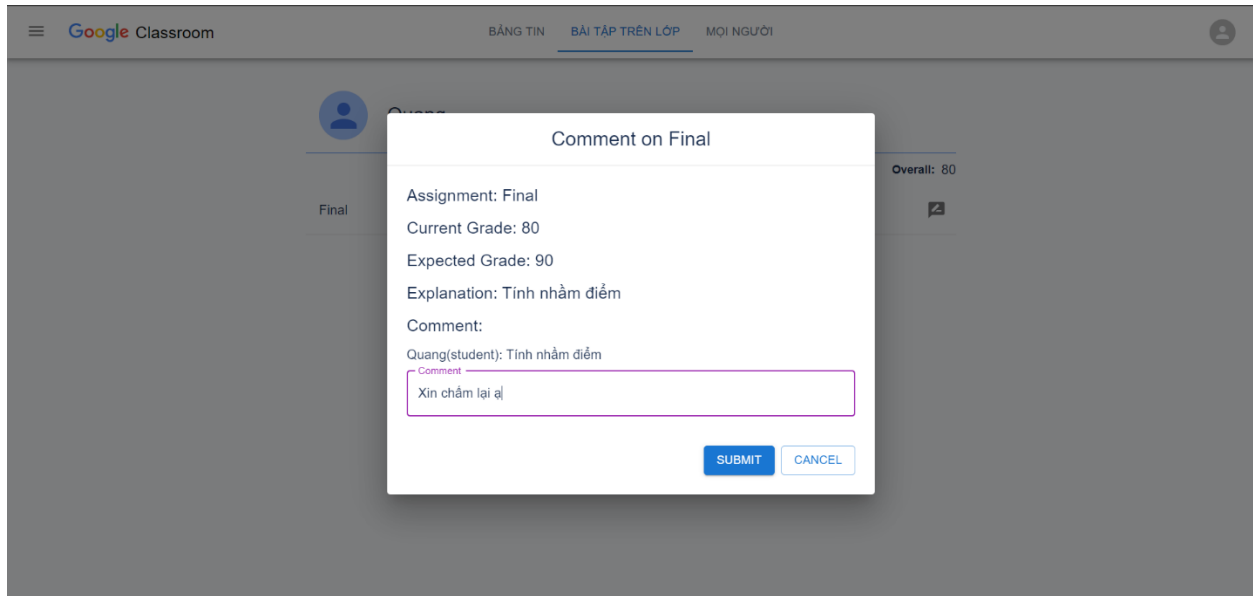 Google Classroom
BẢNG TIN BÀI TẬP TRÊN LỚP MỌI NGƯỜI
Quang
Comment on Final
Overall: 80
Final
Assignment: Final
Current Grade: 80
Expected Grade: 90
Explanation: Tính nhầm điểm
Comment:
Quang(student): Tính nhầm điểm
Comment
Xin chấm lại ạ
SUBMIT CANCEL